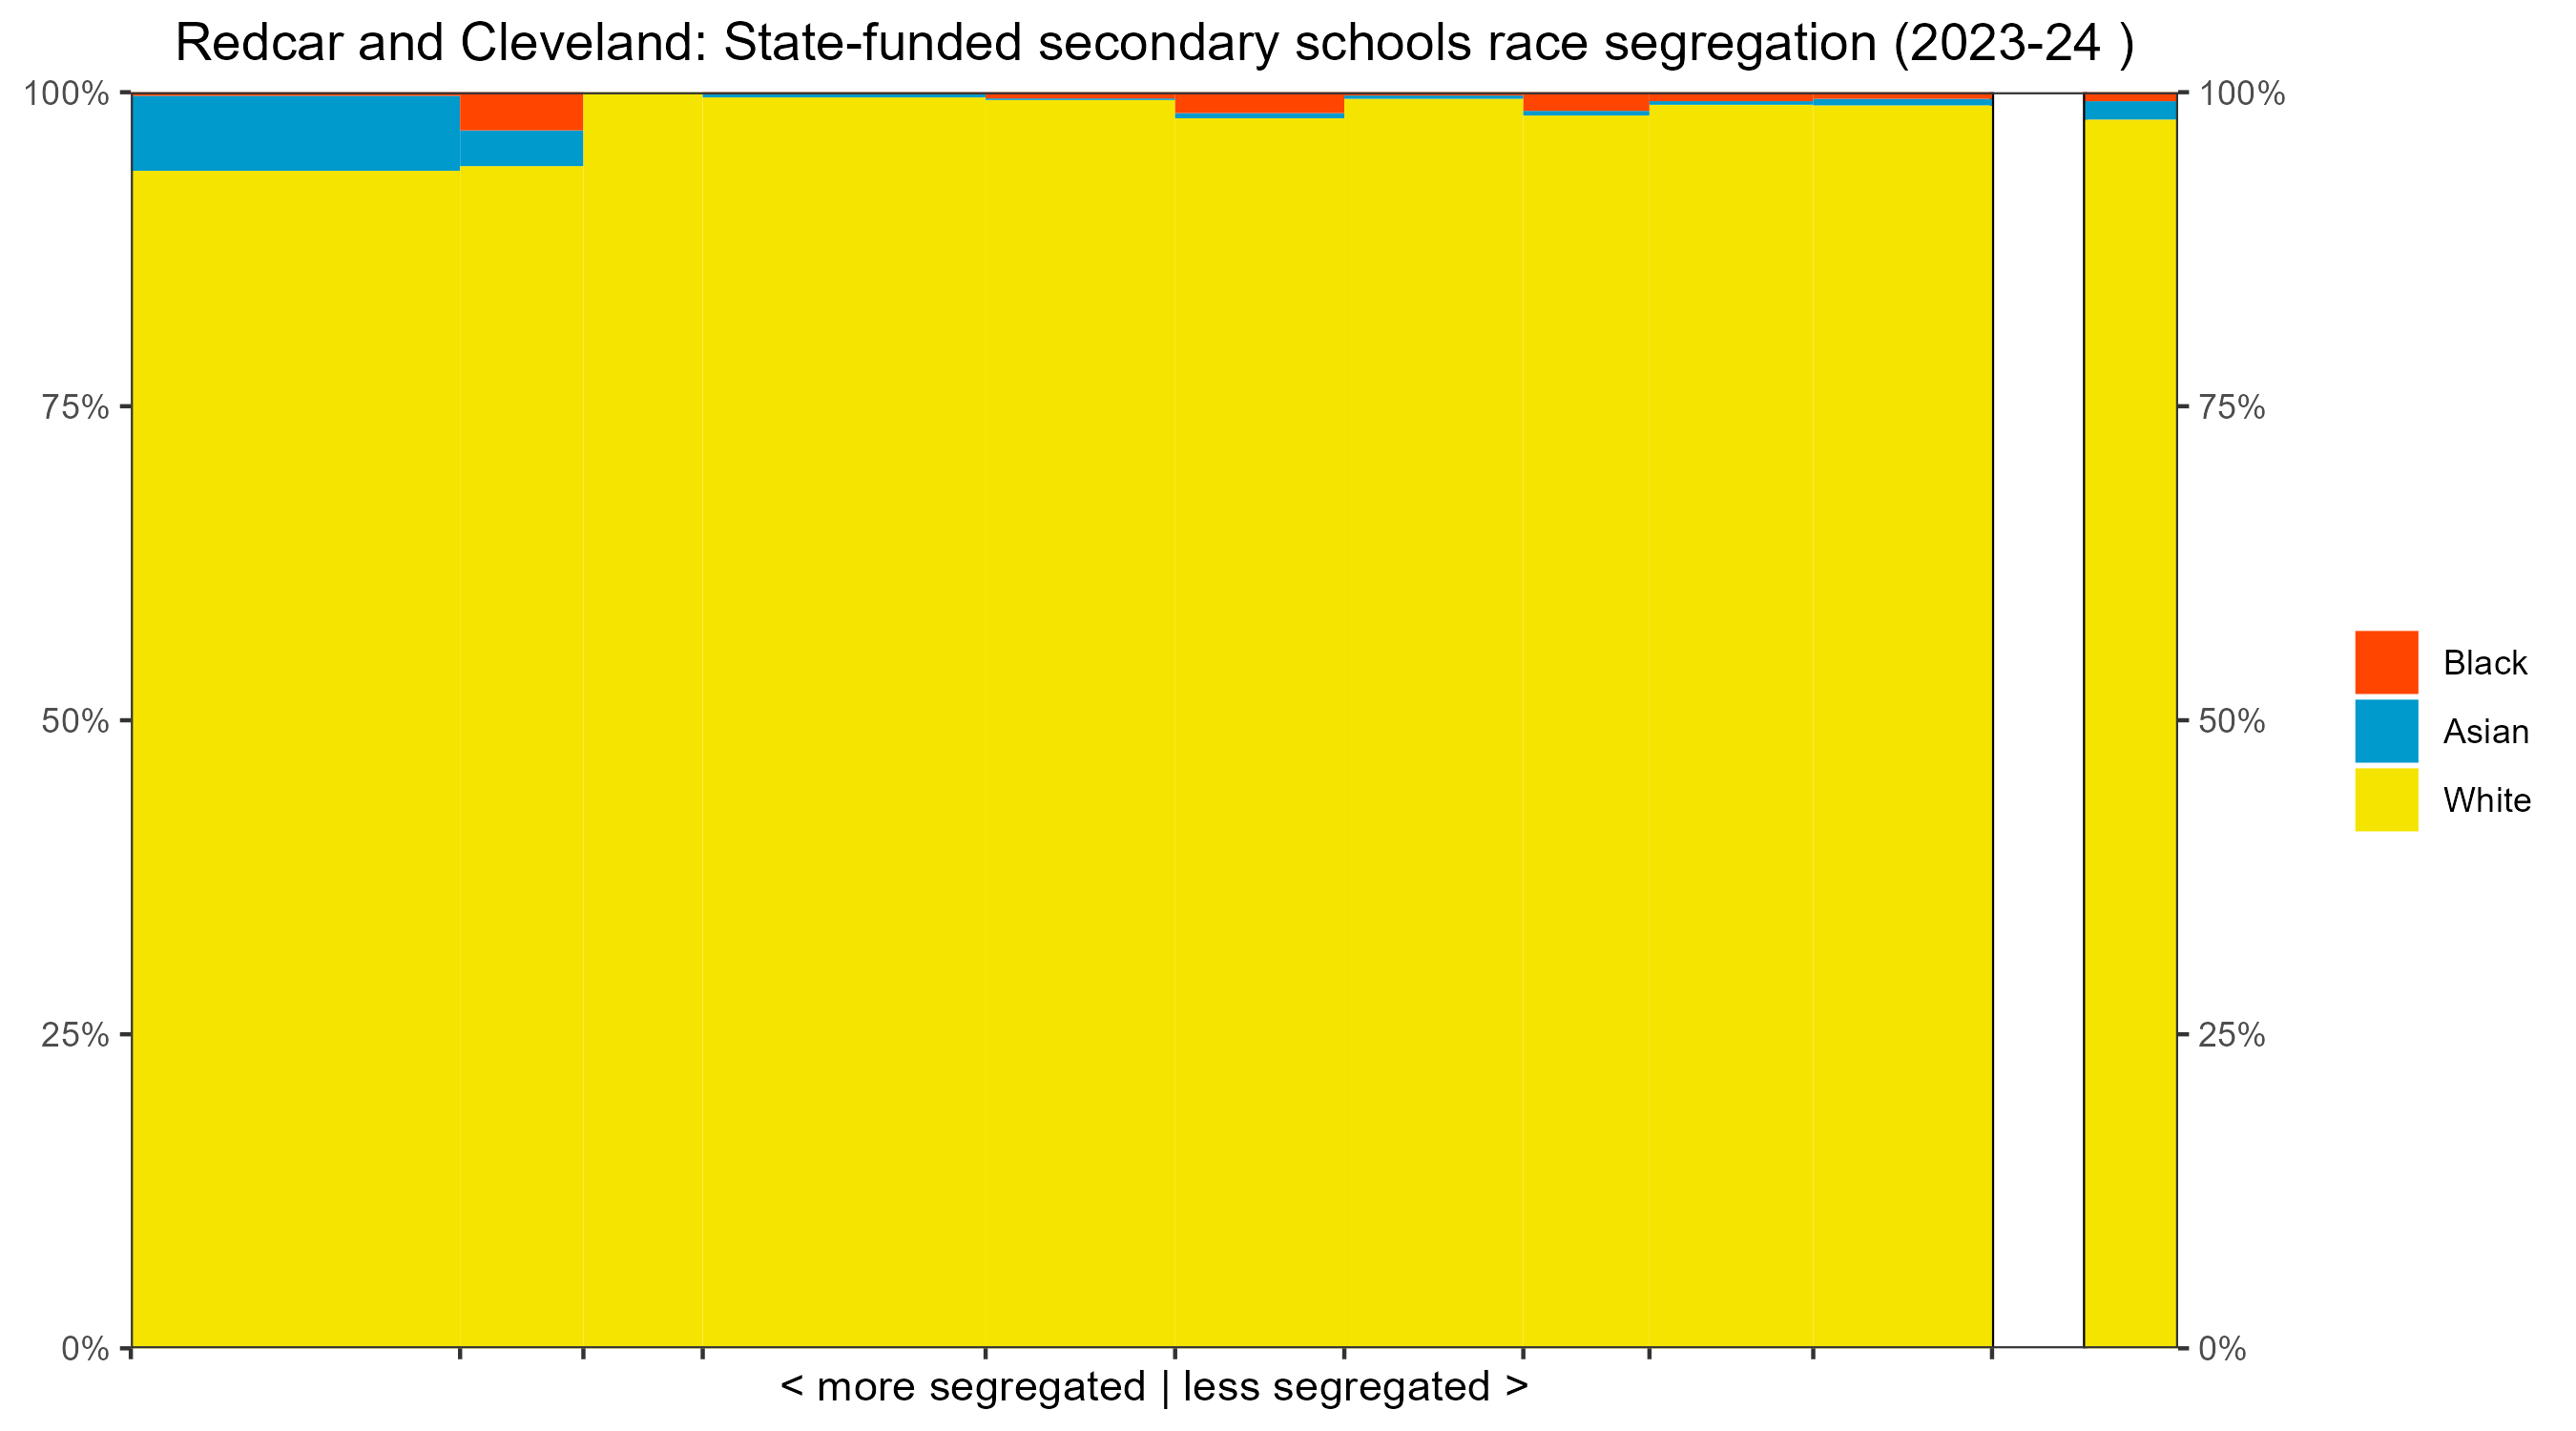 Redcar and Cleveland: State-funded secondary schools race segregation (2023-24 )
100%
75%
50%
25%
0%
100%
75%
50%
25%
0%
Black
Asian
White
< more segregated | less segregated >